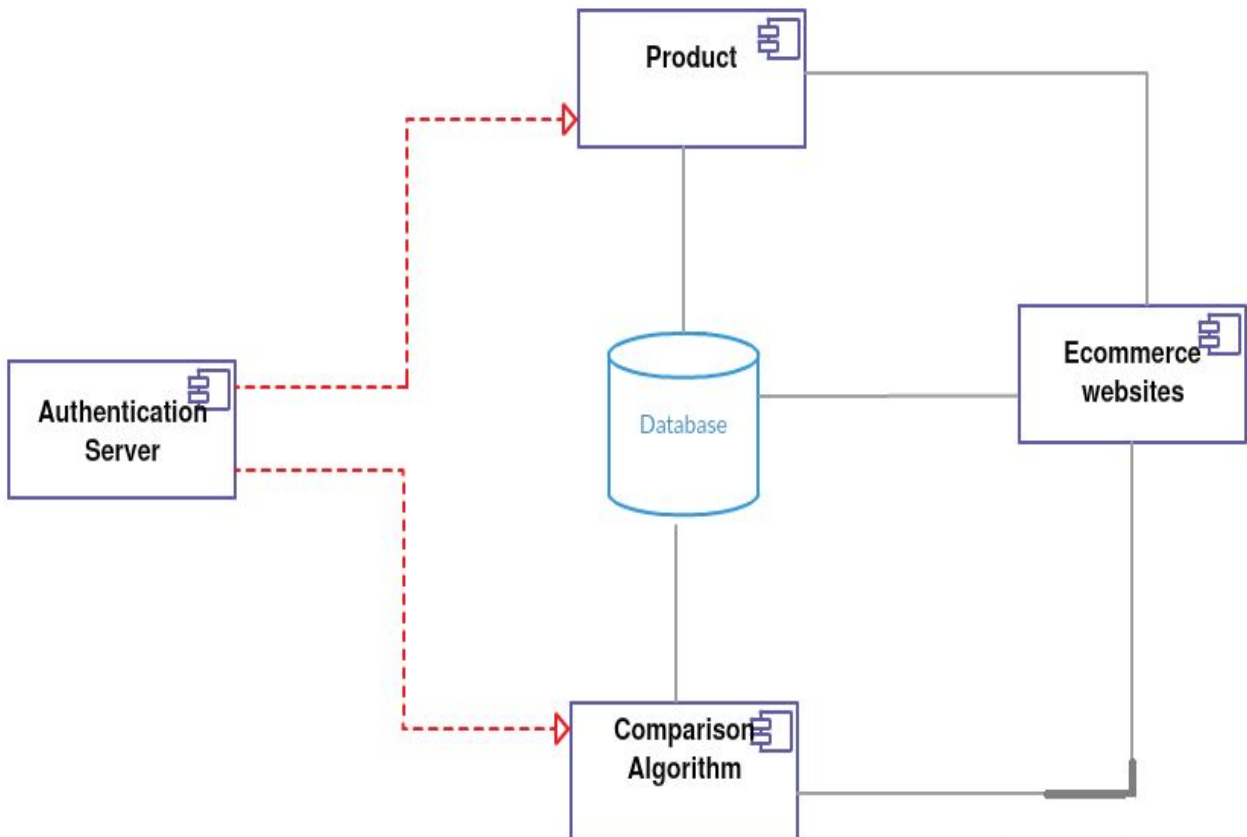 Product
Ecommerce
websites
Authentication
Server
Database
Comparison
Algorithm